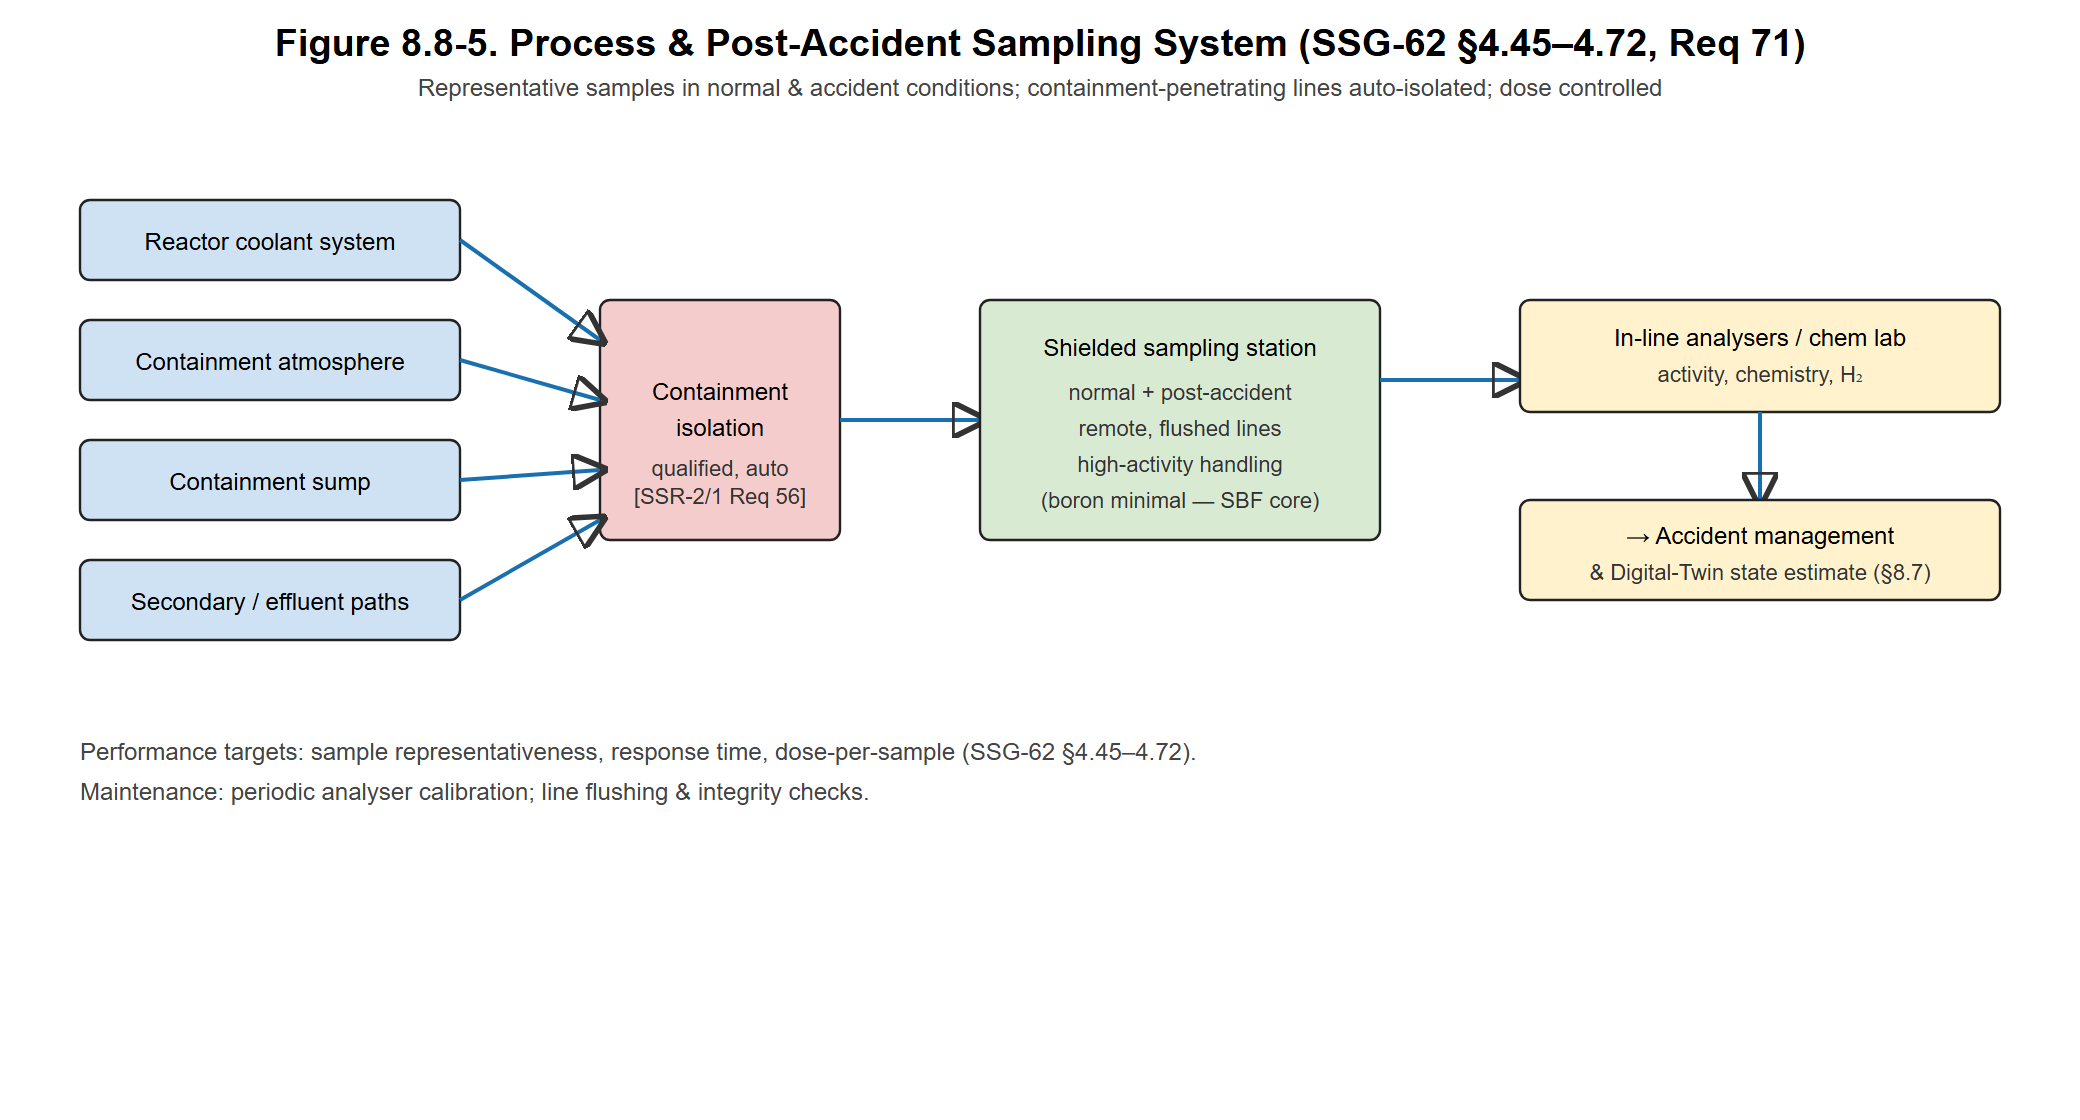 Figure 8.8-5. Process & Post-Accident Sampling System (SSG-62 §4.45–4.72, Req 71)
Representative samples in normal & accident conditions; containment-penetrating lines auto-isolated; dose controlled
Reactor coolant system
Containment atmosphere
Containment sump
Secondary / effluent paths
Containment
isolation
qualified, auto
[SSR-2/1 Req 56]
Shielded sampling station
normal + post-accident
remote, flushed lines
high-activity handling
(boron minimal — SBF core)
In-line analysers / chem lab
activity, chemistry, H₂
→ Accident management
& Digital-Twin state estimate (§8.7)
Performance targets: sample representativeness, response time, dose-per-sample (SSG-62 §4.45–4.72).
Maintenance: periodic analyser calibration; line flushing & integrity checks.